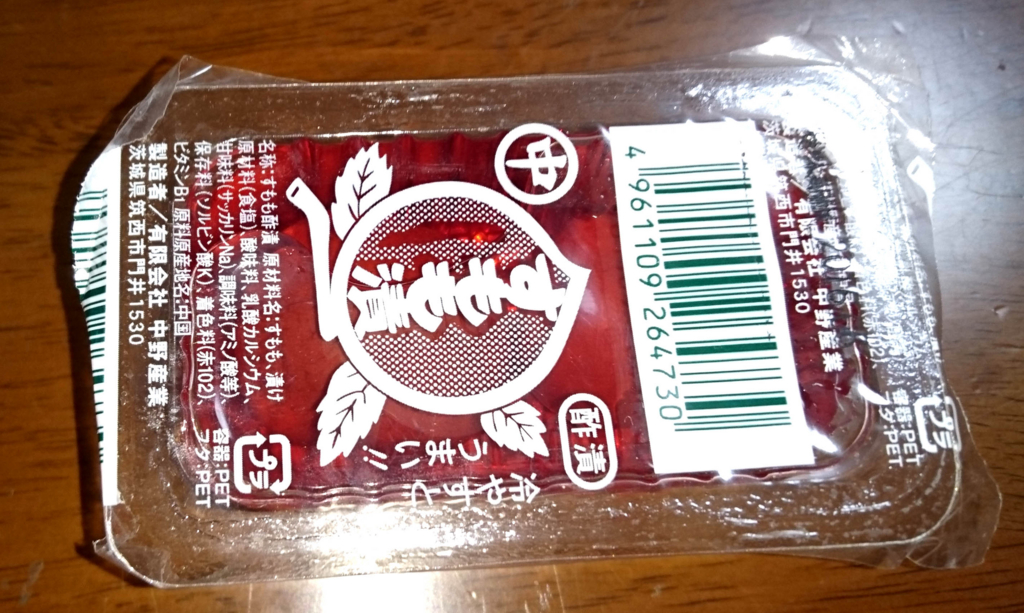 中
すもも漬
酢漬
冷やすと
うまい!!
名称:すもも酢漬 原材料名:すもも、漬け
原材料(食塩)、酸味料、乳酸カルシウム、
甘味料(サッカリンNa)、調味料(アミノ酸等)
保存料(ソルビン酸K)、着色料(赤102)、
ビタミンB1 原料原産地名:中国
製造者/有限会社 中野産業
茨城県筑西市門井1530
プラ
容器:PET
フタ:PET
4 961109 264730
有限会社 中野産業
西市門井1530
プラ
容器:PET
フタ:PET